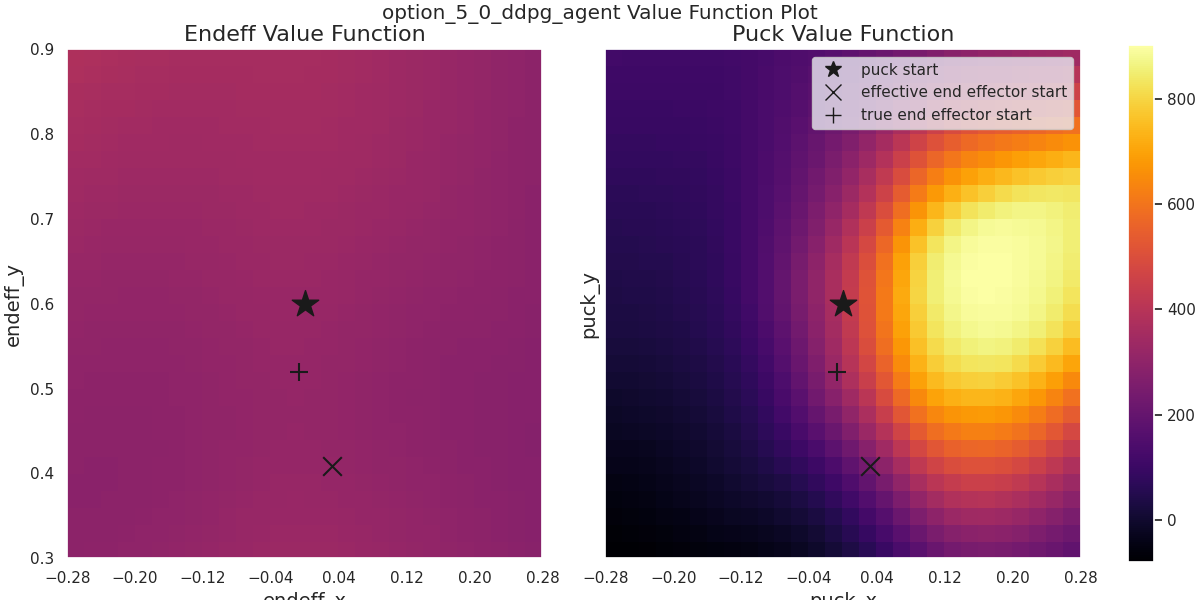 option_5_0_ddpg_agent Value Function Plot
Endeff Value Function
Puck Value Function
puck start
effective end effector start
true end effector start
endeff_y
0.9
0.8
0.7
0.6
0.5
0.4
0.3
−0.28 −0.20 −0.12 −0.04 0.04 0.12 0.20 0.28
endeff_x
puck_y
−0.28 −0.20 −0.12 −0.04 0.04 0.12 0.20 0.28
puck_x
800
600
400
200
0